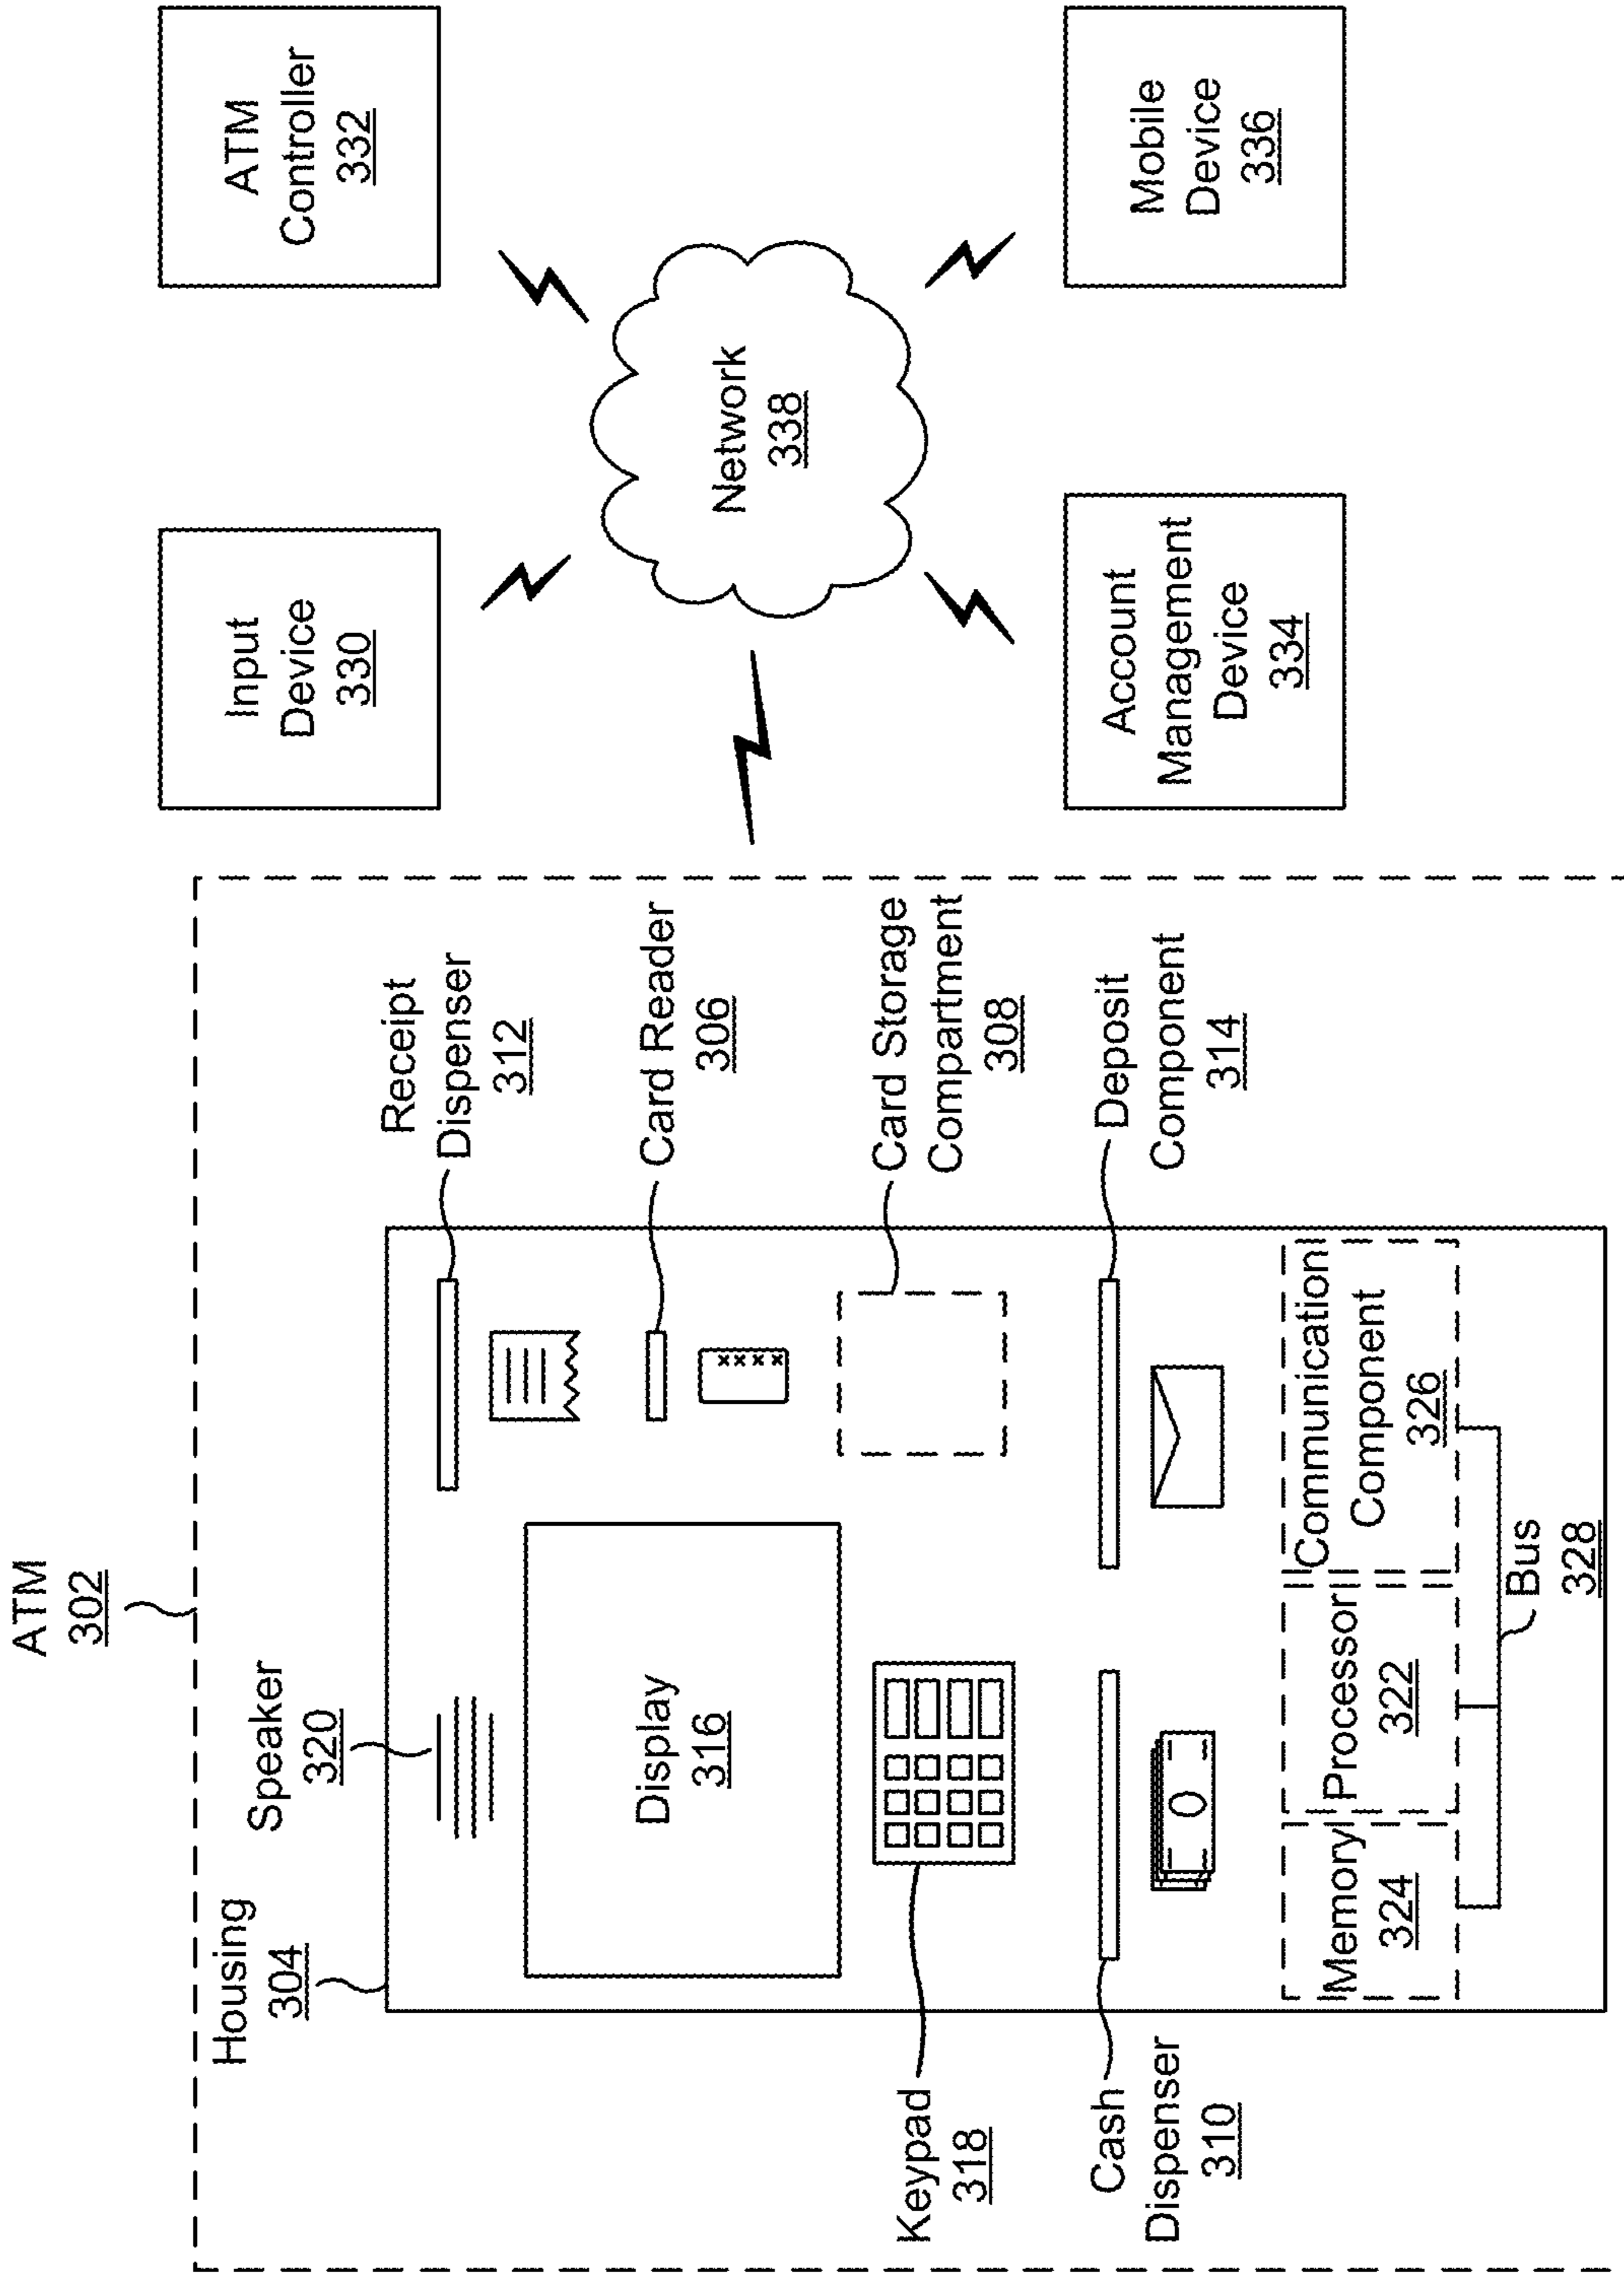 ATM
302
Housing
304
Speaker
320
Receipt
Dispenser
312
Display
316
Card Reader
306
Card Storage
Compartment
308
Keypad
318
Cash
Dispenser
310
Deposit
Component
314
Memory
324
Processor
322
Communication
Component
326
Bus
328
Input
Device
330
ATM
Controller
332
Network
338
Account
Management
Device
334
Mobile
Device
336